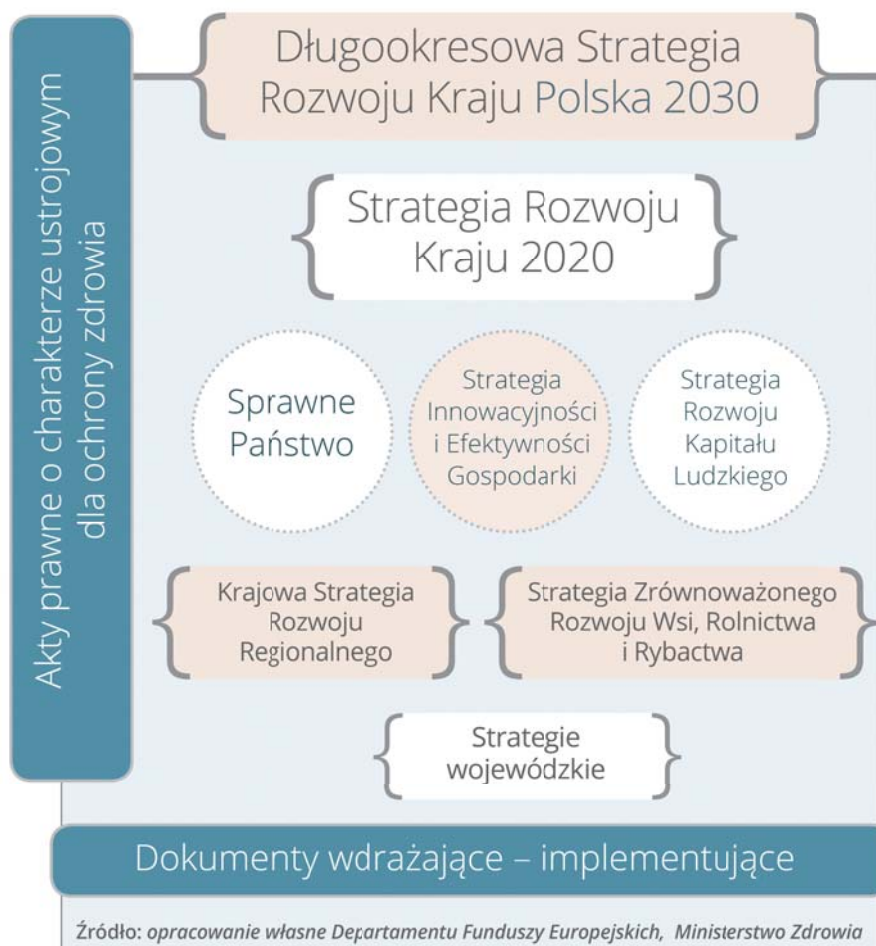 Akty prawne o charakterze ustrojowym
dla ochrony zdrowia
Długookresowa Strategia
Rozwoju Kraju Polska 2030
Strategia Rozwoju
Kraju 2020
Sprawne
Państwo
Strategia
Innowacyjności
i Efektywności
Gospodarki
Strategia
Rozwoju
Kapitału
Ludzkiego
Krajowa Strategia
Rozwoju
Regionalnego
Strategia Zrównoważonego
Rozwoju Wsi, Rolnictwa
i Rybactwa
Strategie
wojewódzkie
Dokumenty wdrażające – implementujące
Źródło: opracowanie własne Departamentu Funduszy Europejskich, Ministerstwo Zdrowia